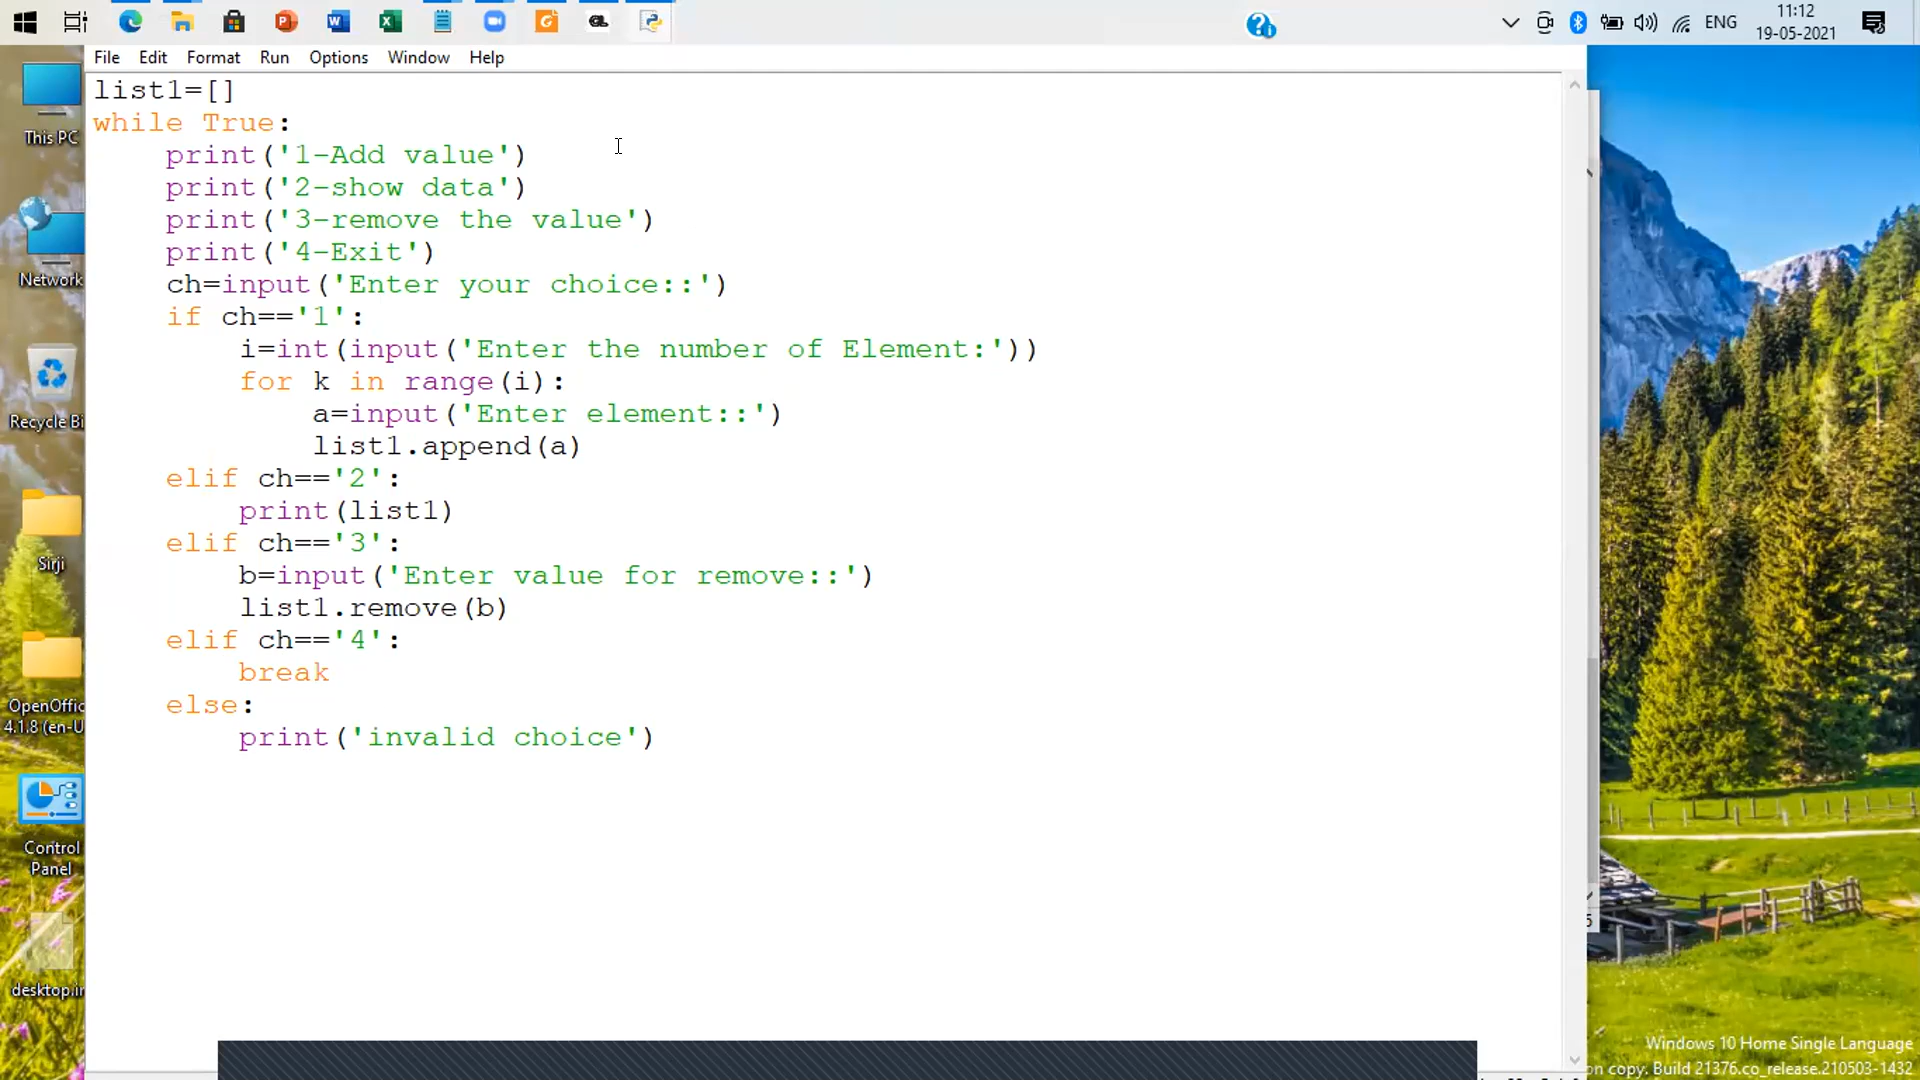 ENG
11:12
19-05-2021
File Edit Format Run Options Window Help
list1=[]
while True:
print('1-Add value')
print('2-show data')
print('3-remove the value')
print('4-Exit')
ch=input('Enter your choice::')
if ch=='1':
i=int(input('Enter the number of Element:'))
for k in range(i):
a=input('Enter element::')
list1.append(a)
elif ch=='2':
print(list1)
elif ch=='3':
b=input('Enter value for remove::')
list1.remove(b)
elif ch=='4':
break
else:
print('invalid choice')
This PC
Network
Recycle Bi
Sirji
OpenOffic
4.1.8 (en-U
Control
Panel
desktop.in
5
Windows 10 Home Single Language
on copy. Build 21376.co_release.210503-1432